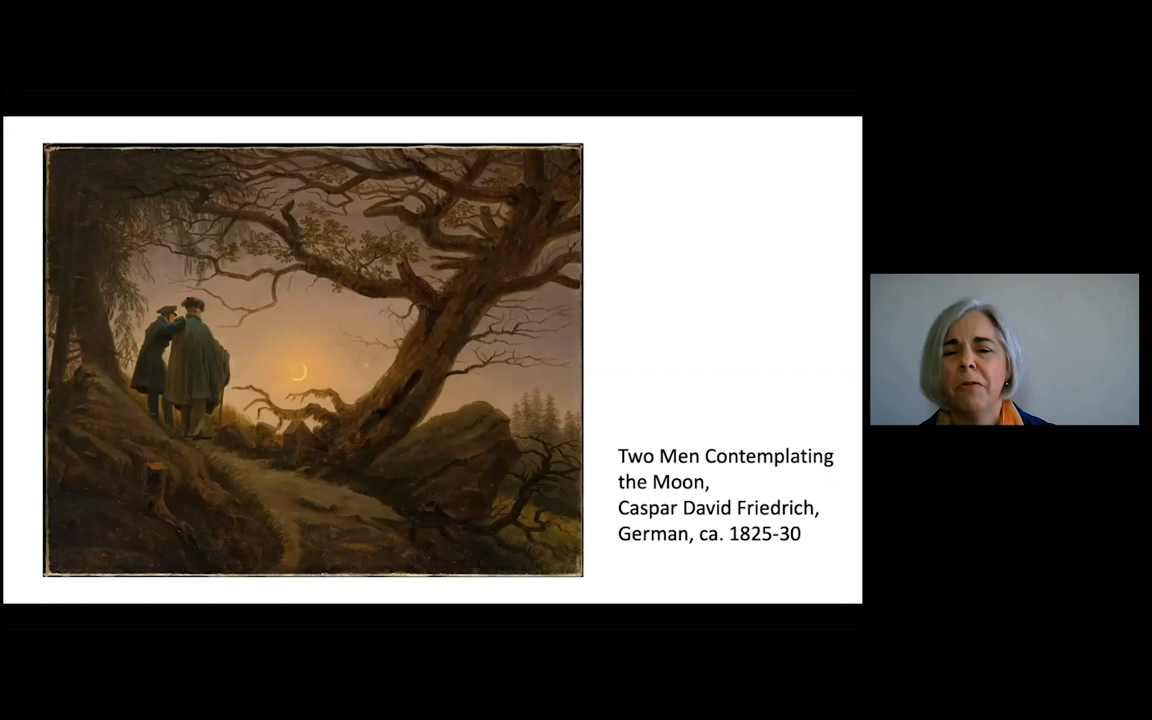 Two Men Contemplating
the Moon,
Caspar David Friedrich,
German, ca. 1825-30